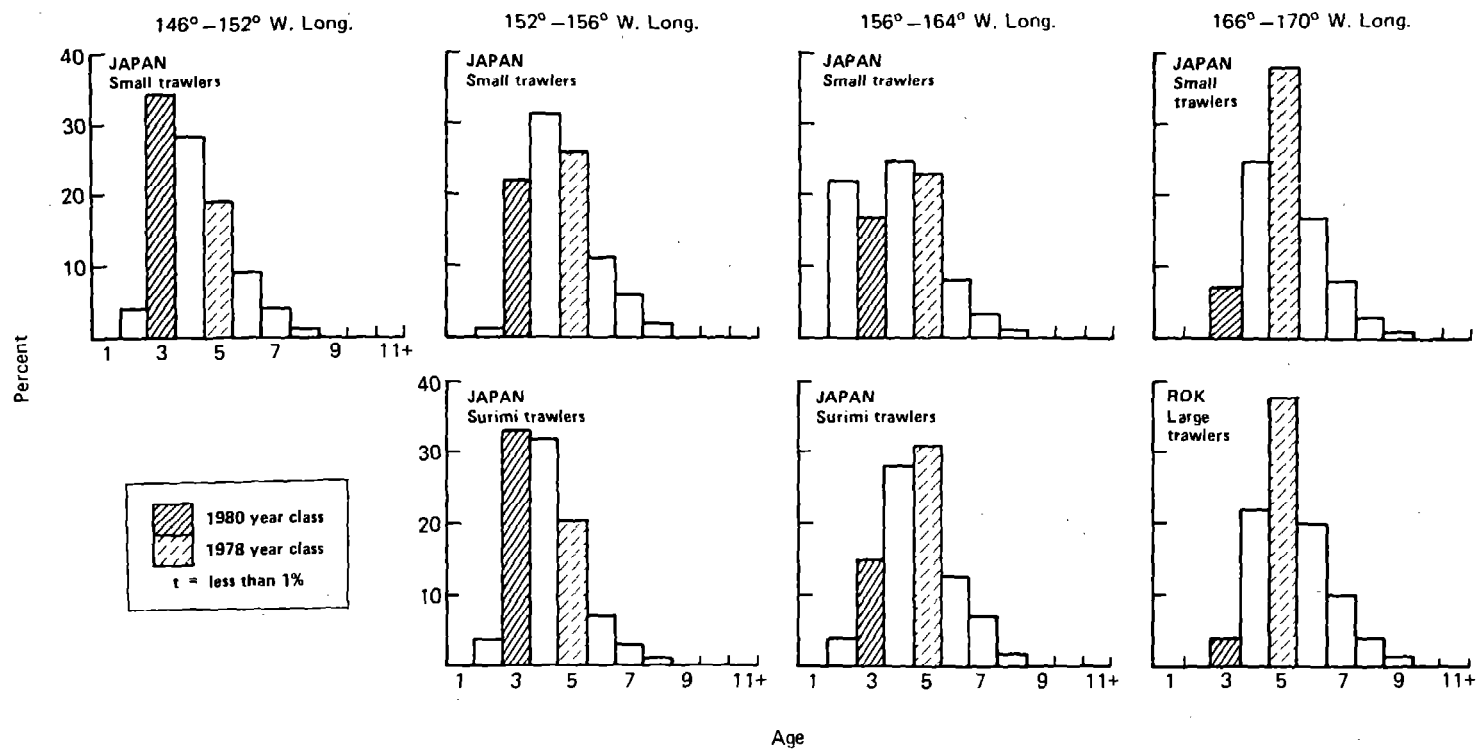 146° – 152° W. Long.
152° – 156° W. Long.
156° – 164° W. Long.
166° – 170° W. Long.
40
30
20
10
JAPAN
Small trawlers
1 3 5 7 9 11+
JAPAN
Small trawlers
JAPAN
Small trawlers
JAPAN
Small
trawlers
Percent
1980 year class
1978 year class
t = less than 1%
40
30
20
10
JAPAN
Surimi trawlers
1 3 5 7 9 11+
JAPAN
Surimi trawlers
1 3 5 7 9 11+
ROK
Large
trawlers
1 3 5 7 9 11+
Age